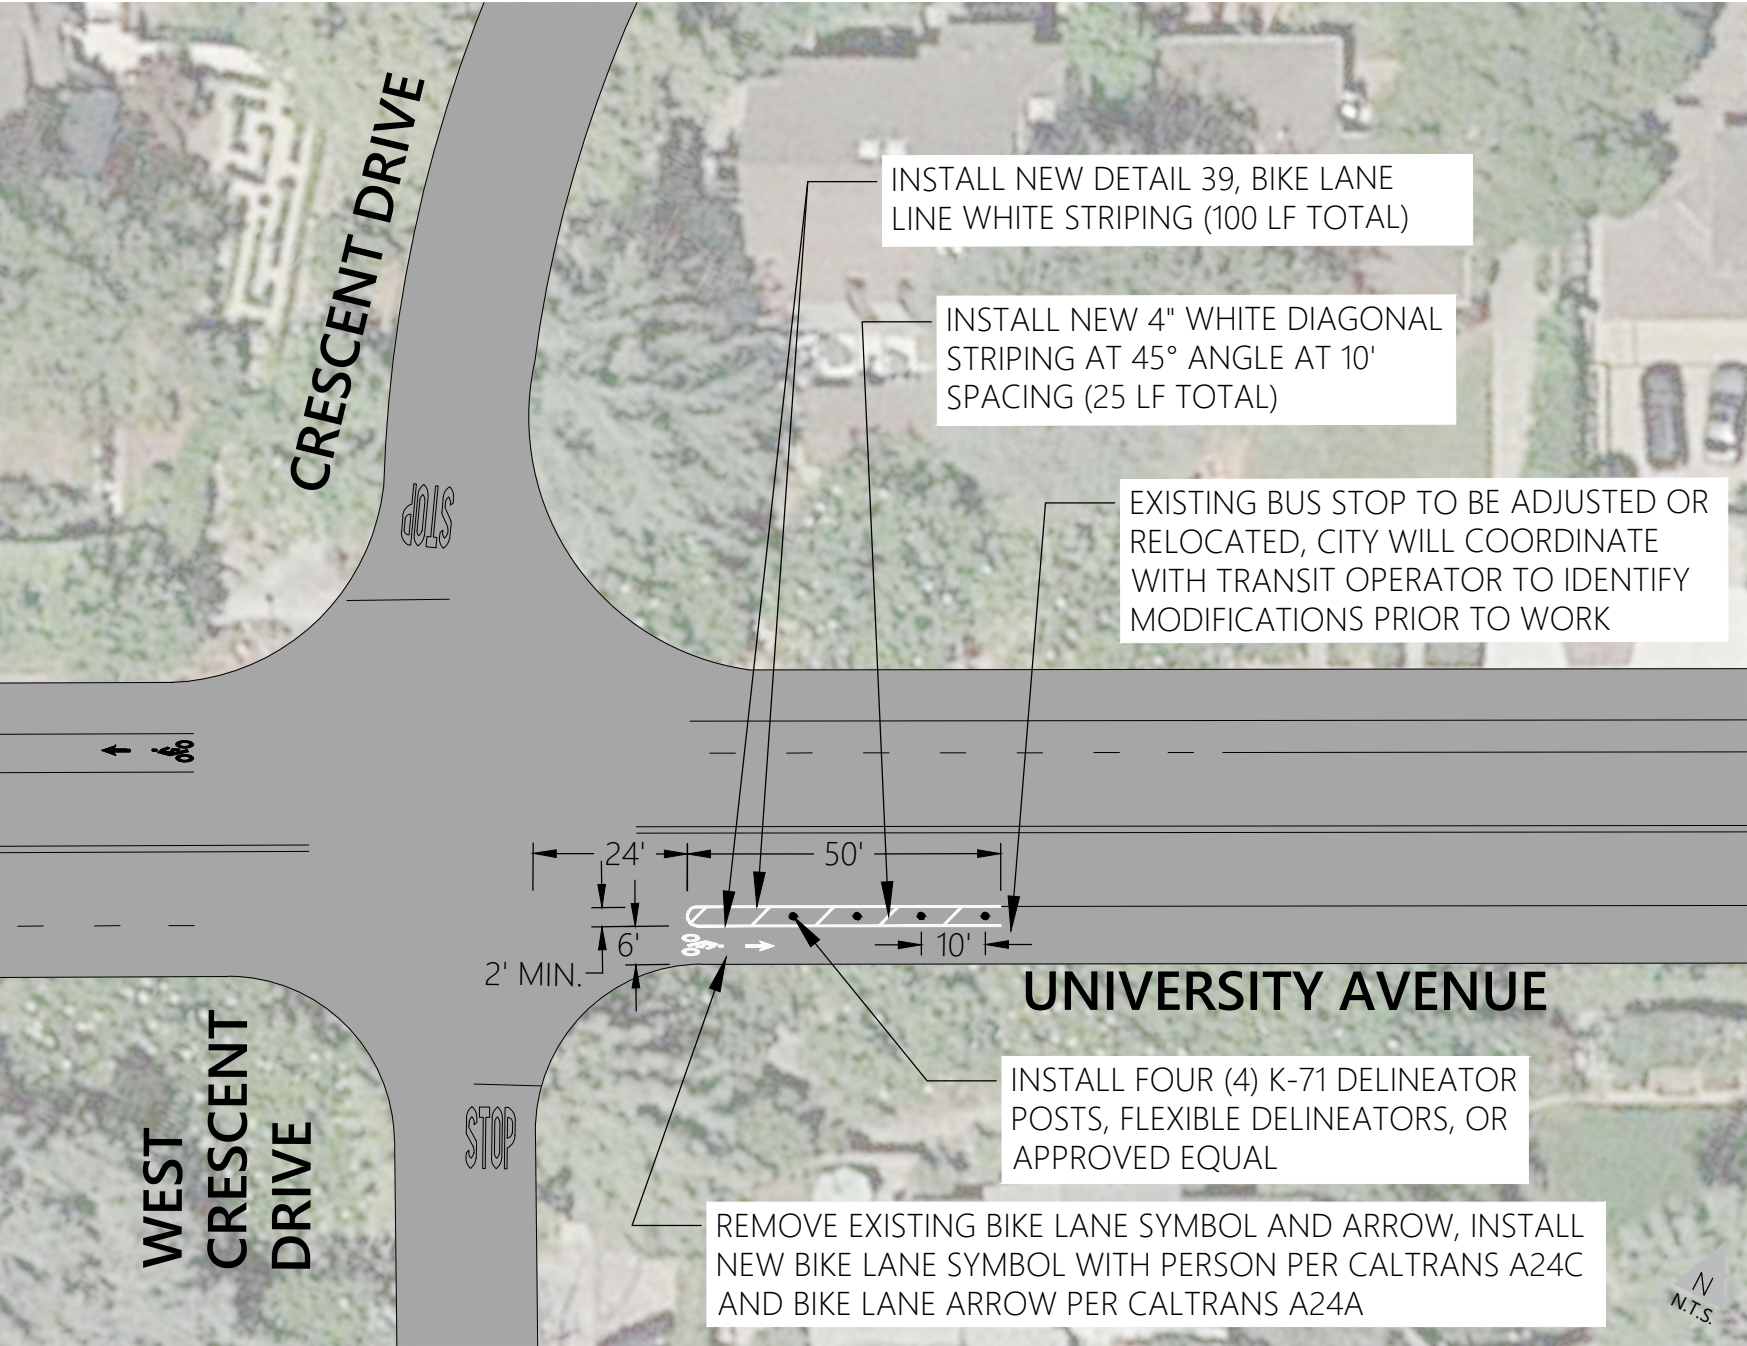 CRESCENT DRIVE
INSTALL NEW DETAIL 39, BIKE LANE
LINE WHITE STRIPING (100 LF TOTAL)
INSTALL NEW 4" WHITE DIAGONAL
STRIPING AT 45° ANGLE AT 10'
SPACING (25 LF TOTAL)
EXISTING BUS STOP TO BE ADJUSTED OR
RELOCATED, CITY WILL COORDINATE
WITH TRANSIT OPERATOR TO IDENTIFY
MODIFICATIONS PRIOR TO WORK
STOP
24'
50'
6'
10'
2' MIN.
UNIVERSITY AVENUE
WEST
CRESCENT
DRIVE
STOP
INSTALL FOUR (4) K-71 DELINEATOR
POSTS, FLEXIBLE DELINEATORS, OR
APPROVED EQUAL
REMOVE EXISTING BIKE LANE SYMBOL AND ARROW, INSTALL
NEW BIKE LANE SYMBOL WITH PERSON PER CALTRANS A24C
AND BIKE LANE ARROW PER CALTRANS A24A
N
N.T.S.